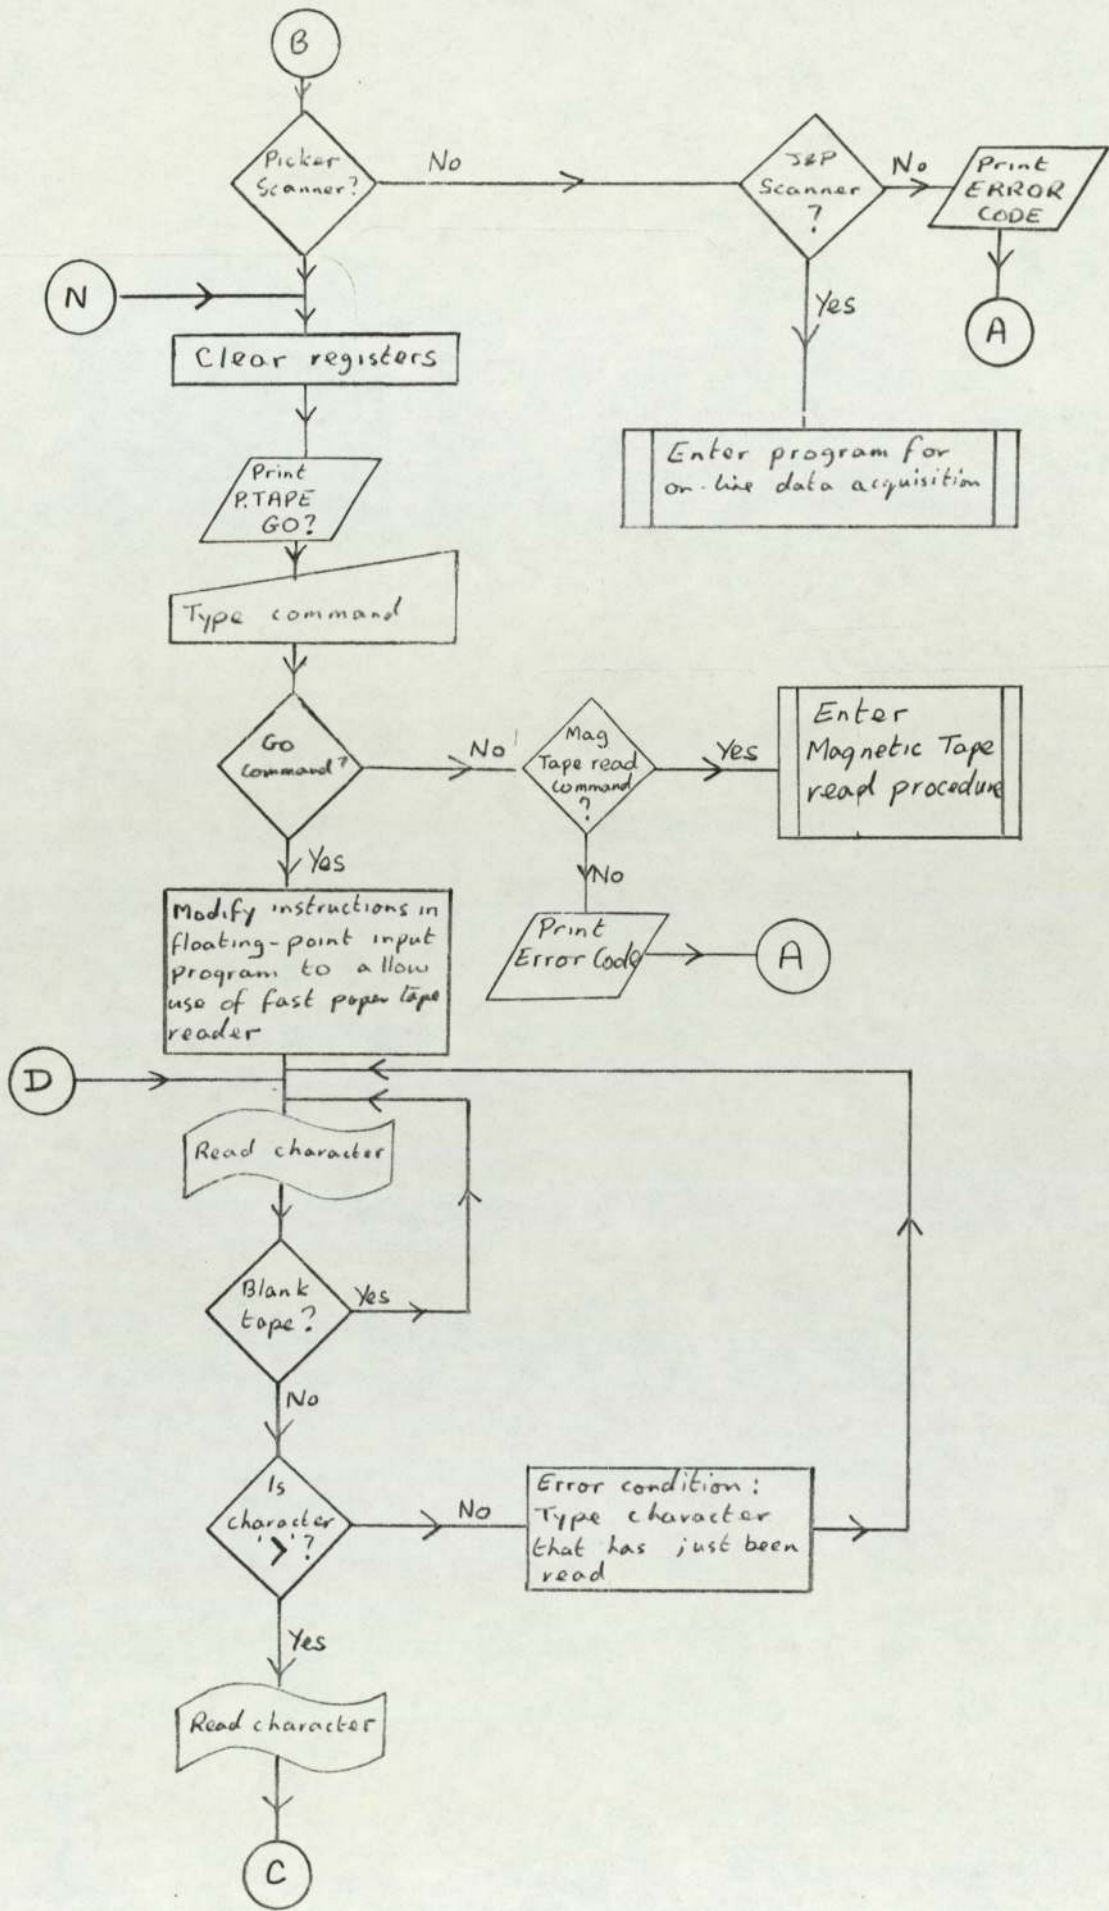 B
Picker
Scanner?
No
J&P
Scanner
?
No
Print
ERROR
CODE
A
Yes
Enter program for
on-line data acquisition
N
Clear registers
Print
P.TAPE
GO?
Type command
Go
command?
No
Mag
Tape read
command
?
Yes
Enter
Magnetic Tape
read procedure
No
Print
Error Code
A
Yes
Modify instructions in
floating-point input
program to allow
use of fast paper tape
reader
D
Read character
Blank
tape?
Yes
No
Is
character
'>'?
No
Error condition:
Type character
that has just been
read
Yes
Read character
C